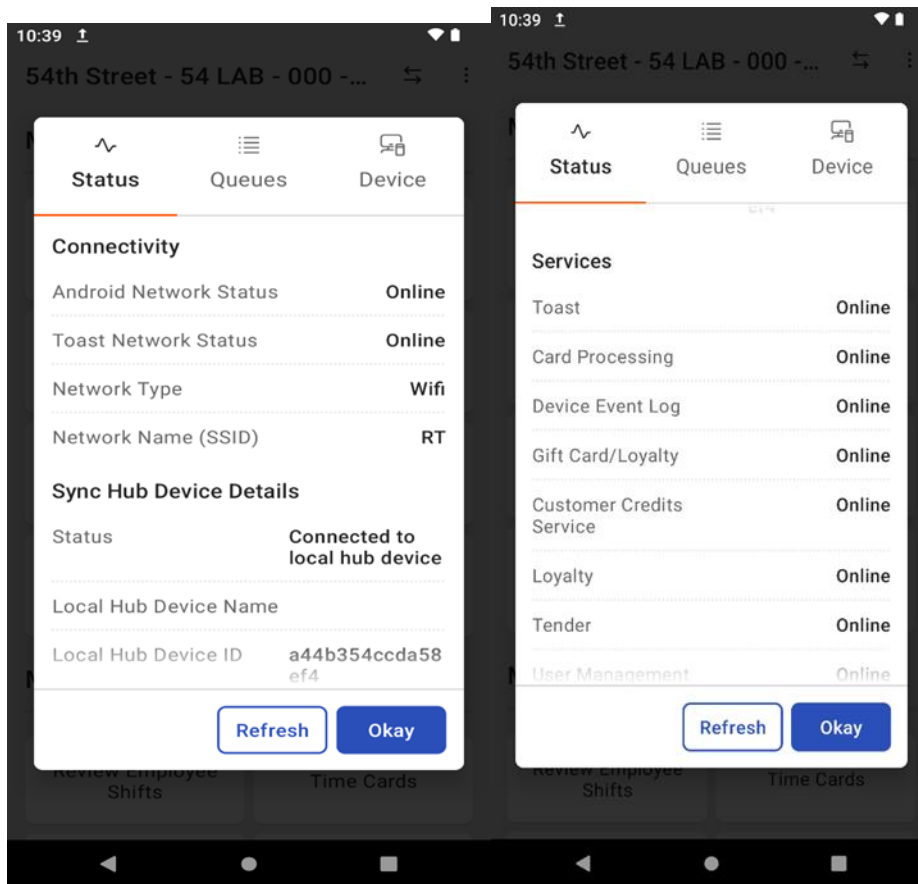 10:39
54th Street - 54 LAB - 000 -...
Status Queues Device
Connectivity
Android Network Status Online
Toast Network Status Online
Network Type Wifi
Network Name (SSID) RT
Sync Hub Device Details
Status Connected to
local hub device
Local Hub Device Name
Local Hub Device ID a44b354ccda58
ef4
Refresh Okay
Review Employee
Shifts
Time Cards
10:39
54th Street - 54 LAB - 000 -...
Status Queues Device
ef4
Services
Toast Online
Card Processing Online
Device Event Log Online
Gift Card/Loyalty Online
Customer Credits Online
Service
Loyalty Online
Tender Online
User Management Online
Refresh Okay
Review Employee
Shifts
Time Cards